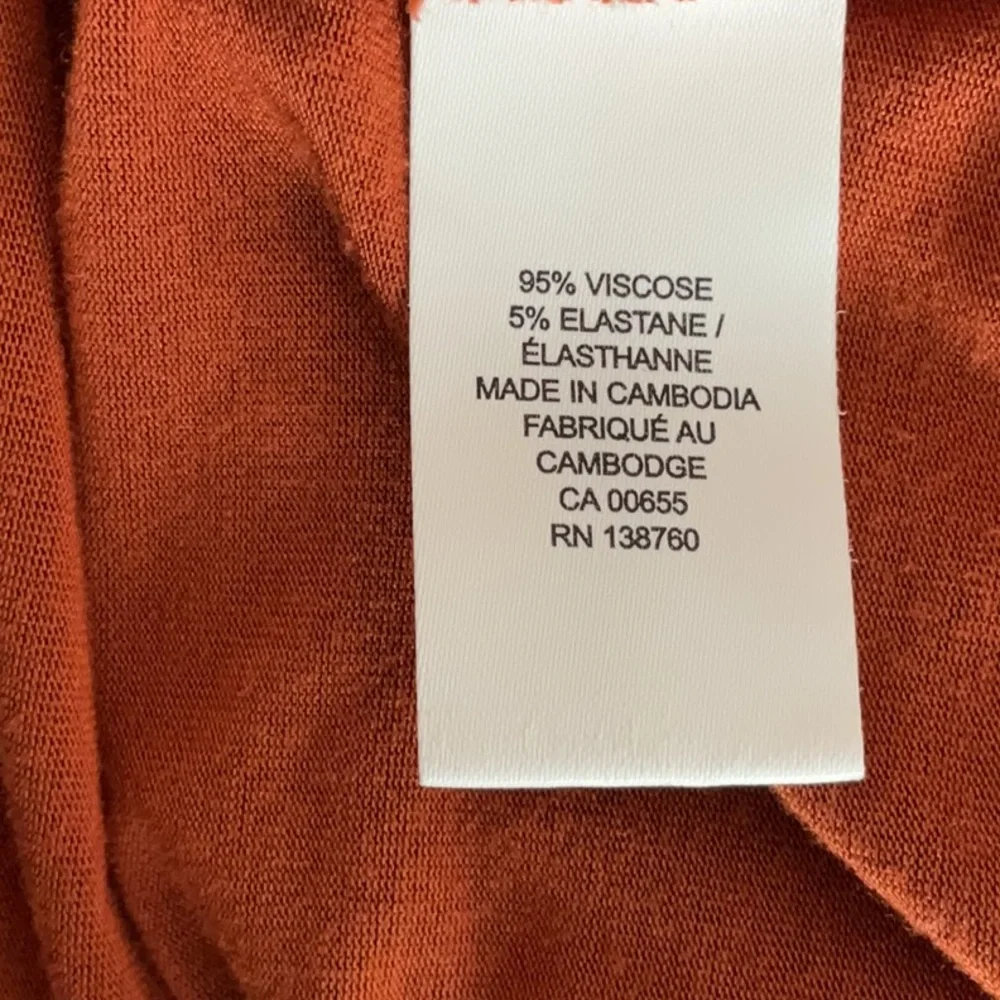 95% VISCOSE
5% ELASTANE /
ÉLASTHANNE
MADE IN CAMBODIA
FABRIQUÉ AU
CAMBODGE
CA 00655
RN 138760